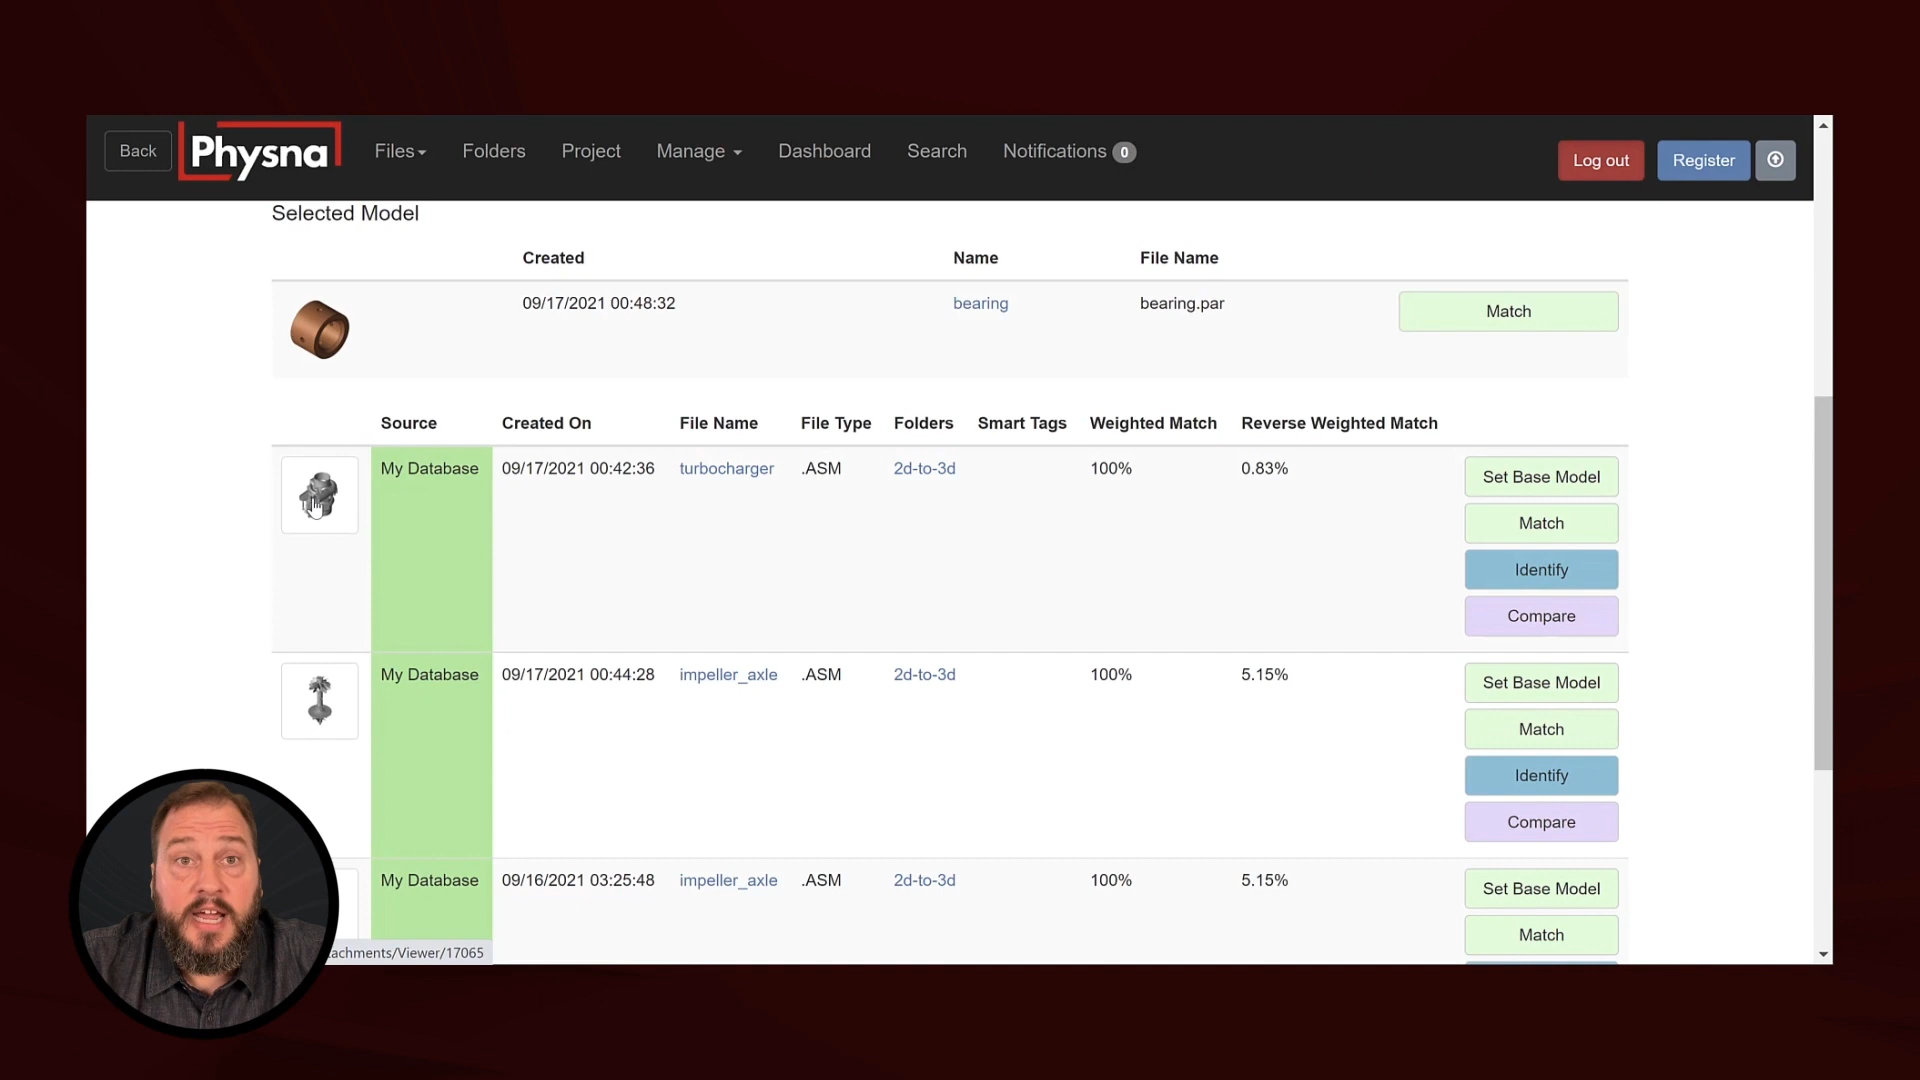 Back
Physna
Files
Folders
Project
Manage
Dashboard
Search
Notifications 0
Log out
Register
Selected Model
Created Name File Name
09/17/2021 00:48:32 bearing bearing.par Match
Source Created On File Name File Type Folders Smart Tags Weighted Match Reverse Weighted Match
My Database 09/17/2021 00:42:36 turbocharger .ASM 2d-to-3d 100% 0.83% Set Base Model
Match
Identify
Compare
My Database 09/17/2021 00:44:28 impeller_axle .ASM 2d-to-3d 100% 5.15% Set Base Model
Match
Identify
Compare
My Database 09/16/2021 03:25:48 impeller_axle .ASM 2d-to-3d 100% 5.15% Set Base Model
Match
achments/Viewer/17065